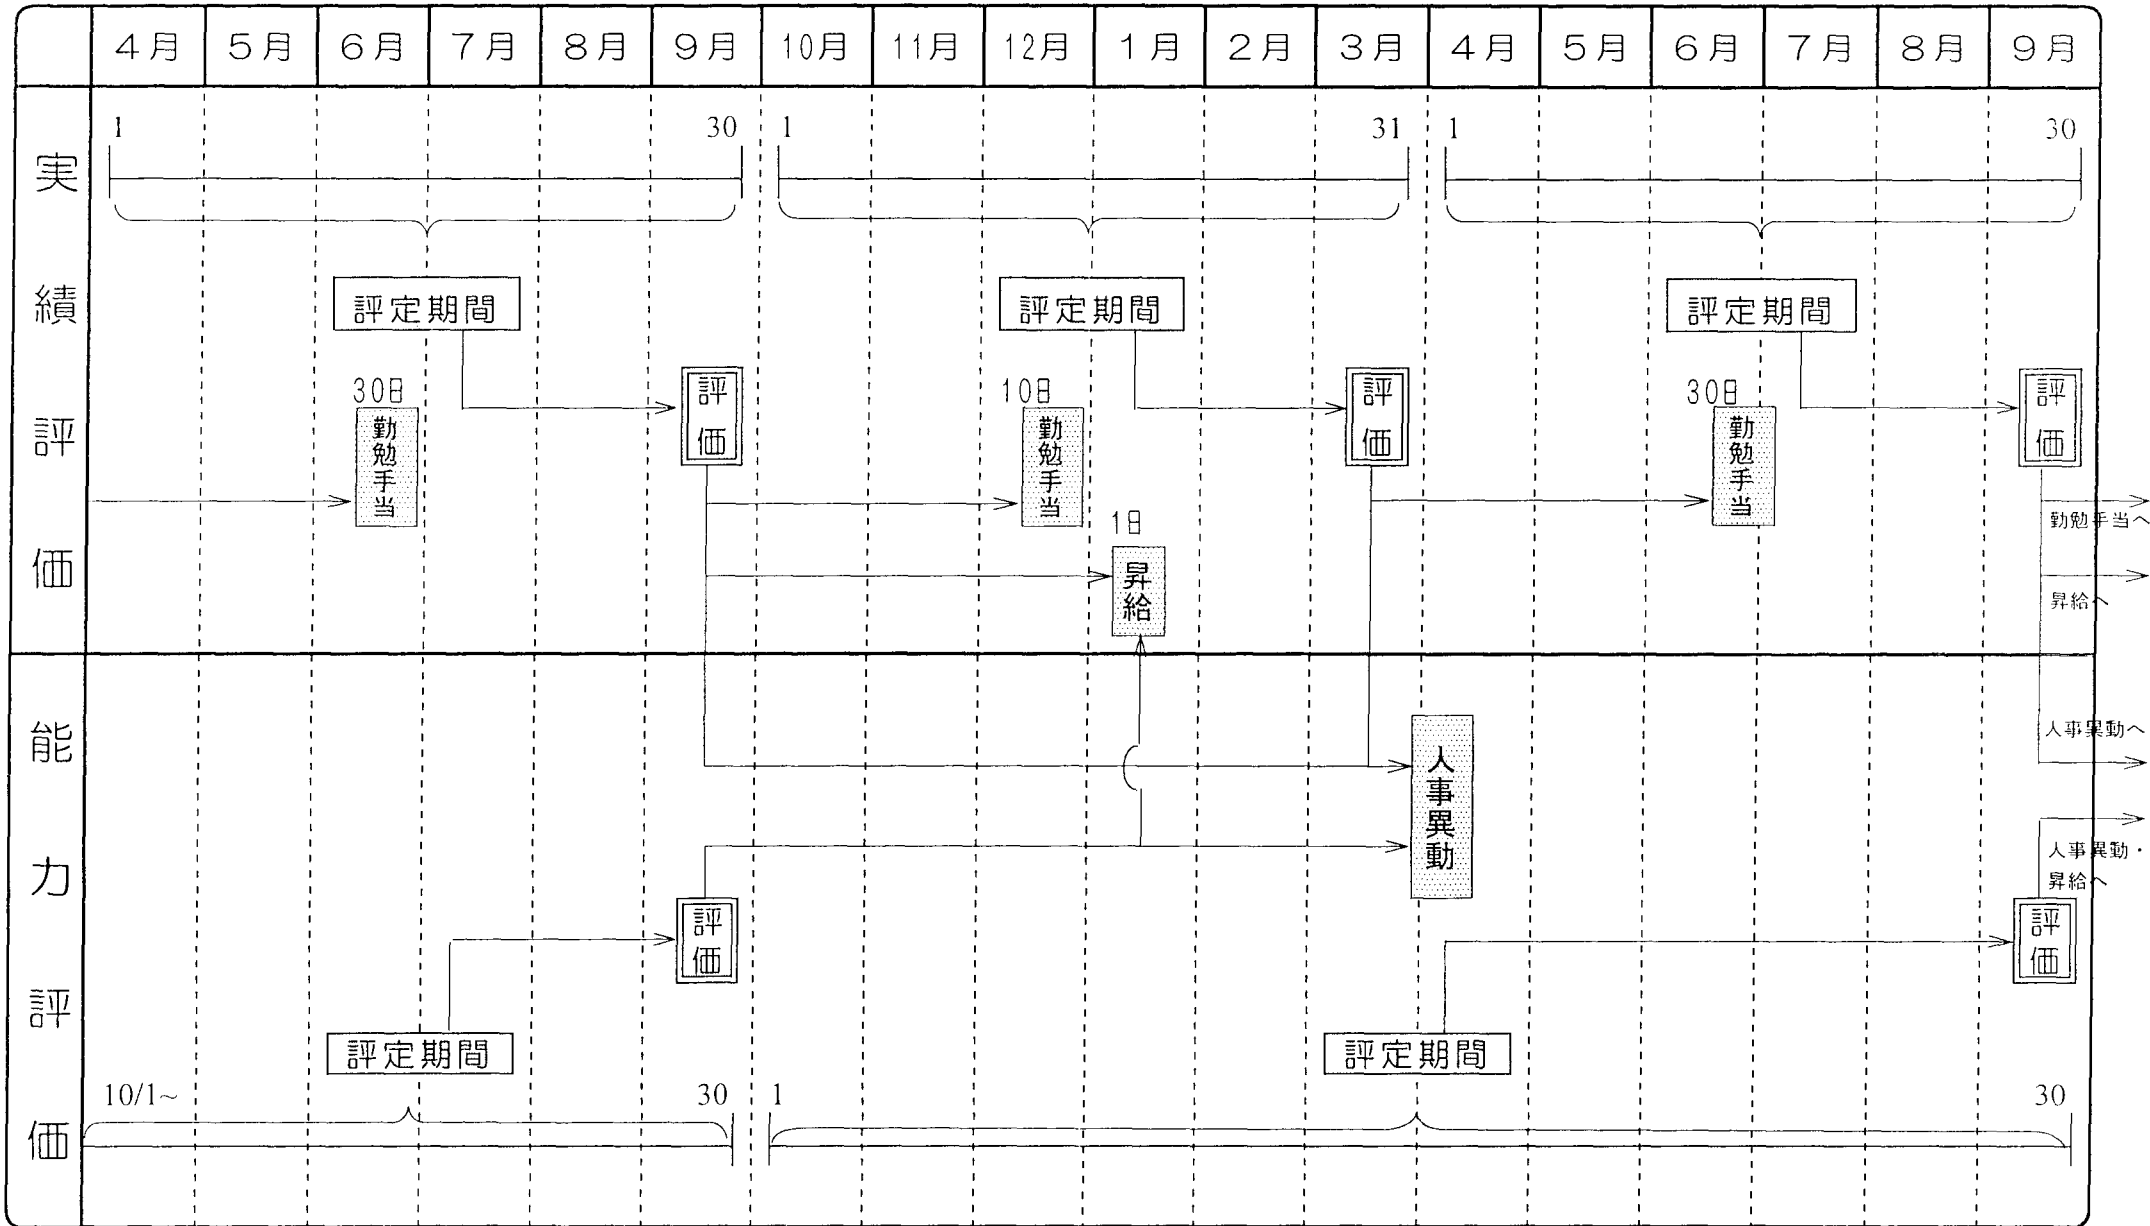 4月 5月 6月 7月 8月 9月 10月 11月 12月 1月 2月 3月 4月 5月 6月 7月 8月 9月
実績評価
1 30 1 31 1 30
評定期間 評定期間 評定期間
30日 10日 30日
評価 評価 評価
勤勉手当 勤勉手当 勤勉手当
勤勉手当へ
1日
昇給
昇給へ
能力評価
人事異動
人事異動へ
人事異動・
昇給へ
評価 評価
評定期間 評定期間
10/1~ 30 1 30